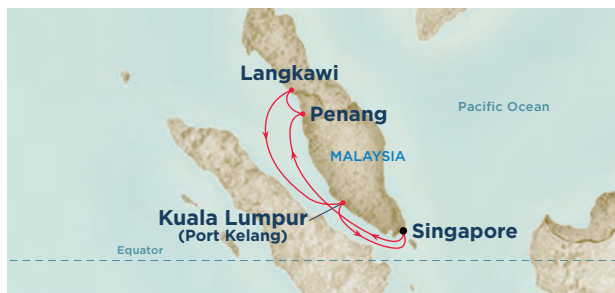 Langkawi
Penang
Pacific Ocean
MALAYSIA
Kuala Lumpur
(Port Kelang)
Singapore
Equator